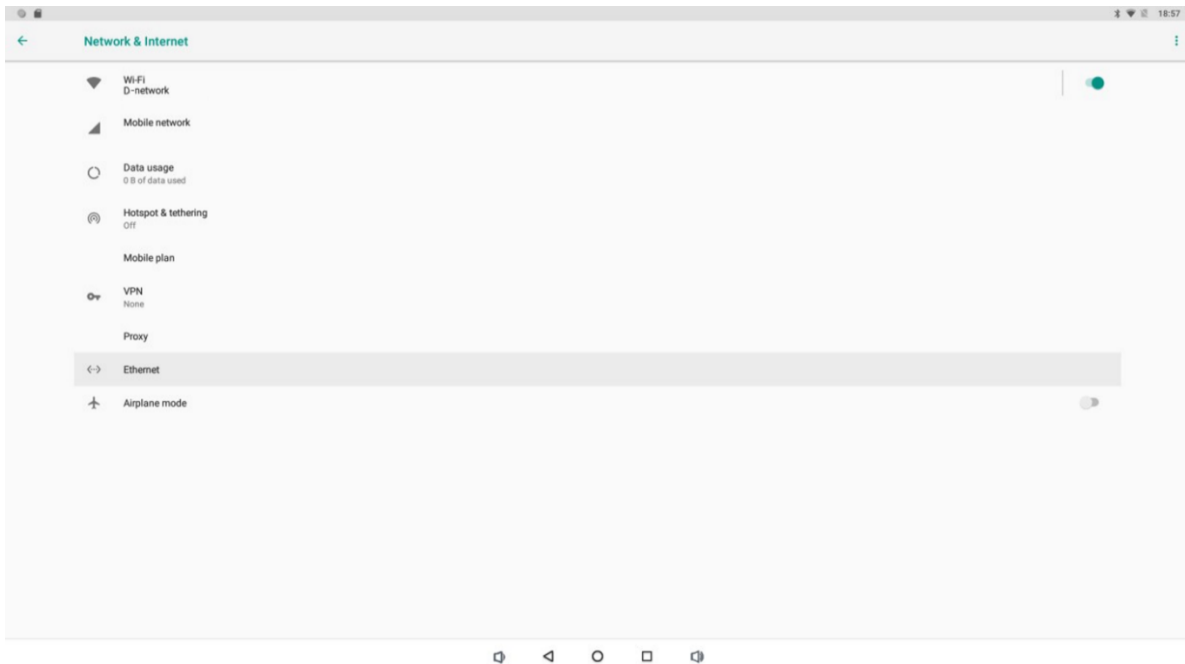 18:57
Network & Internet
Wi-Fi
D-network
Mobile network
Data usage
0 B of data used
Hotspot & tethering
Off
Mobile plan
VPN
None
Proxy
Ethernet
Airplane mode